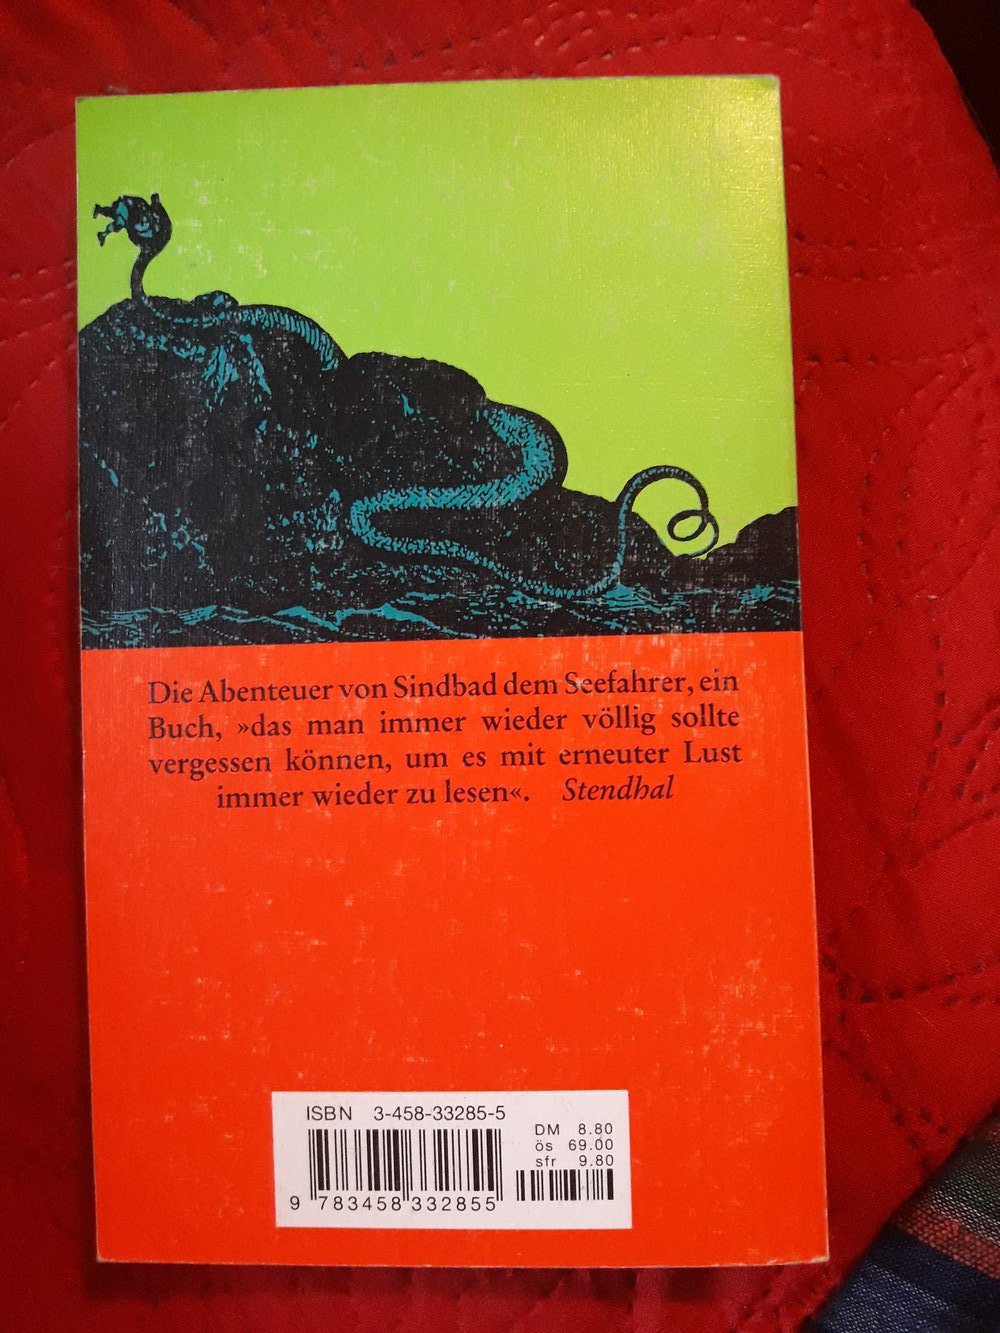 Die Abenteuer von Sindbad dem Seefahrer, ein
Buch, »das man immer wieder völlig sollte
vergessen können, um es mit erneuter Lust
immer wieder zu lesen«. Stendhal
ISBN 3-458-33285-5
DM 8.80
ös 69.00
sfr 9.80
9 783458 332855